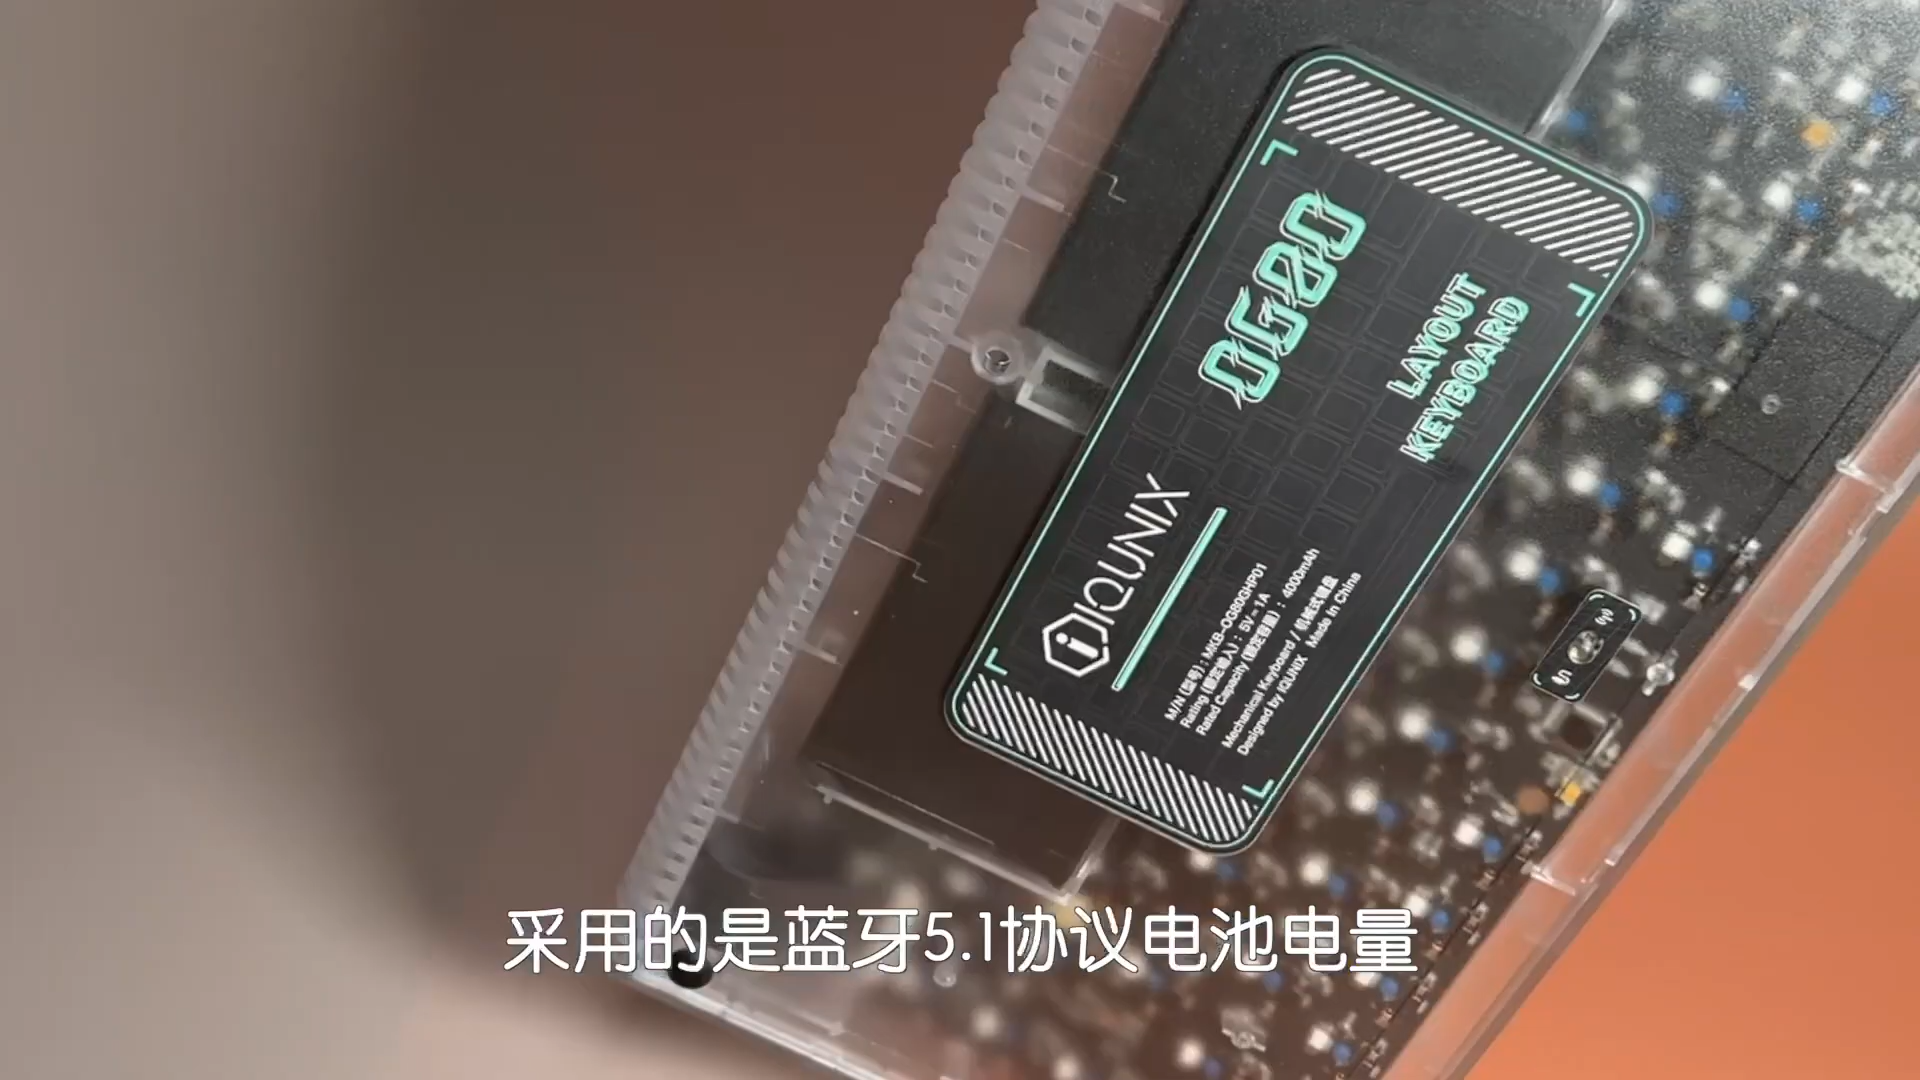 OG80
LAYOUT
KEYBOARD
IQUNIX
M/N (型号) : MKB-OG80GHP01
Rating (额定输入) : 5V⎓1A
Rated Capacity (额定容量) : 4000mAh
Mechanical Keyboard / 机械式键盘
Designed by IQUNIX Made in China
采用的是蓝牙5.1协议电池电量